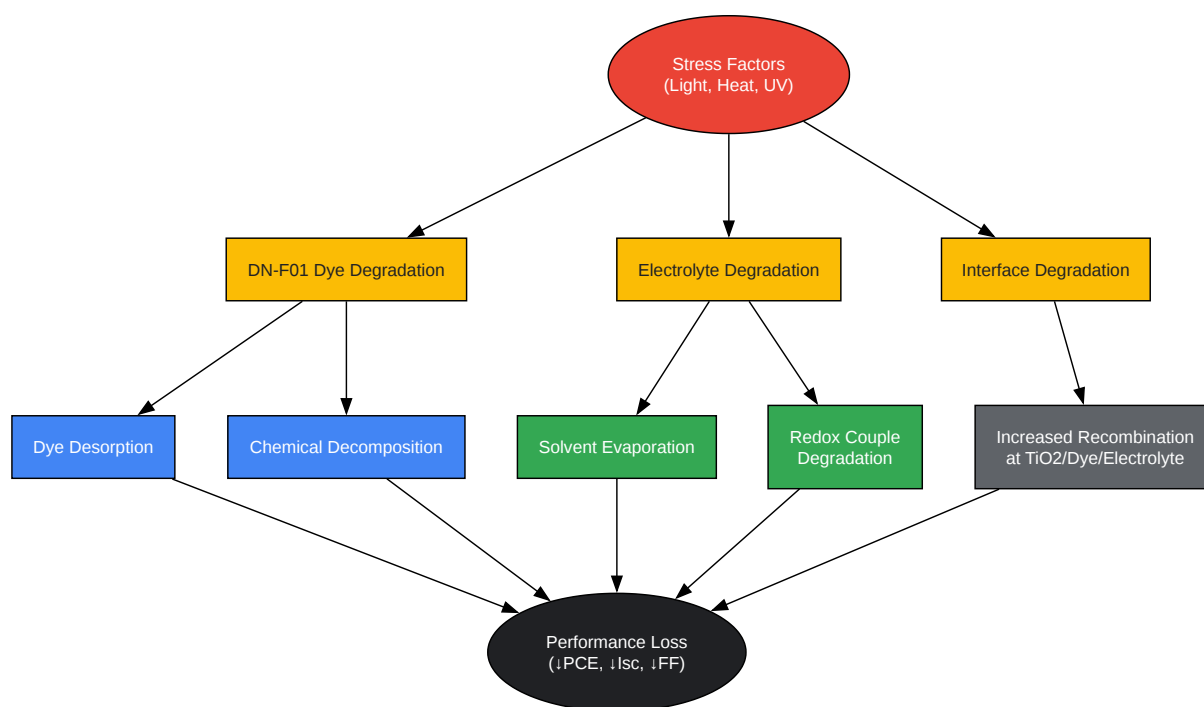 Stress Factors
(Light, Heat, UV)
DN-F01 Dye Degradation
Electrolyte Degradation
Interface Degradation
Dye Desorption
Chemical Decomposition
Solvent Evaporation
Redox Couple
Degradation
Increased Recombination
at TiO2/Dye/Electrolyte
Performance Loss
(↓PCE, ↓Isc, ↓FF)